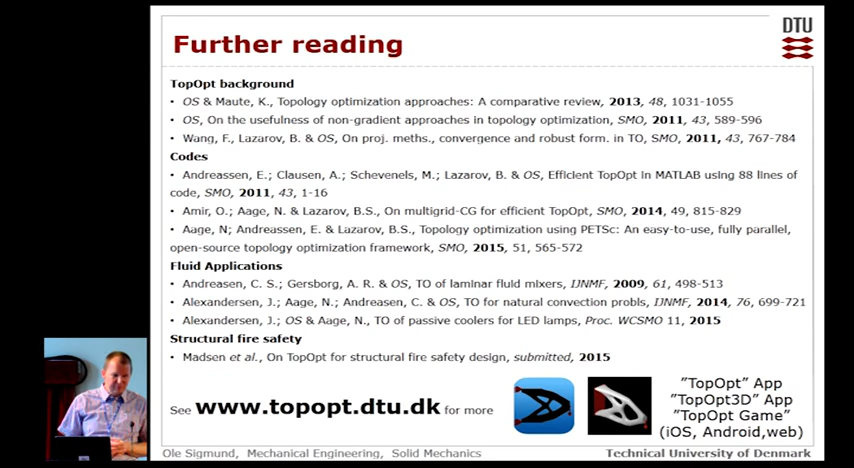 DTU
Further reading
TopOpt background
• OS & Maute, K., Topology optimization approaches: A comparative review, 2013, 48, 1031-1055
• OS, On the usefulness of non-gradient approaches in topology optimization, SMO, 2011, 43, 589-596
• Wang, F., Lazarov, B. & OS, On proj. meths., convergence and robust form. in TO, SMO, 2011, 43, 767-784
Codes
• Andreassen, E.; Clausen, A.; Schevenels, M.; Lazarov, B. & OS, Efficient TopOpt in MATLAB using 88 lines of
code, SMO, 2011, 43, 1-16
• Amir, O.; Aage, N. & Lazarov, B.S., On multigrid-CG for efficient TopOpt, SMO, 2014, 49, 815-829
• Aage, N; Andreassen, E. & Lazarov, B.S., Topology optimization using PETSc: An easy-to-use, fully parallel,
open-source topology optimization framework, SMO, 2015, 51, 565-572
Fluid Applications
• Andreasen, C. S.; Gersborg, A. R. & OS, TO of laminar fluid mixers, IJNMF, 2009, 61, 498-513
• Alexandersen, J.; Aage, N.; Andreasen, C. & OS, TO for natural convection probls, IJNMF, 2014, 76, 699-721
• Alexandersen, J.; OS & Aage, N., TO of passive coolers for LED lamps, Proc. WCSMO 11, 2015
Structural fire safety
• Madsen et al., On TopOpt for structural fire safety design, submitted, 2015
See www.topopt.dtu.dk for more
"TopOpt" App
"TopOpt3D" App
"TopOpt Game"
(iOS, Android,web)
Ole Sigmund, Mechanical Engineering, Solid Mechanics
Technical University of Denmark